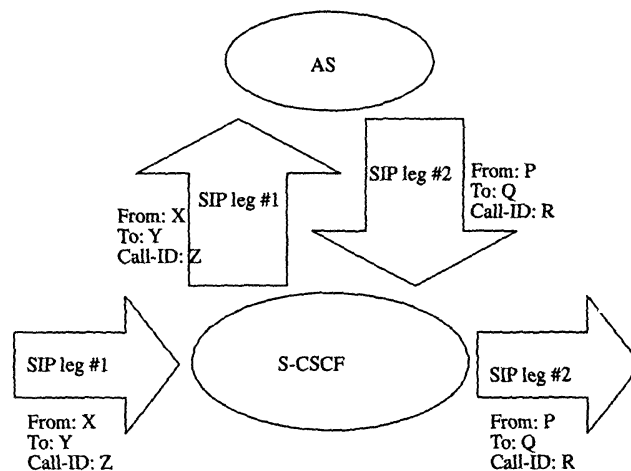 AS
SIP leg #1
From: X
To: Y
Call-ID: Z
SIP leg #2
From: P
To: Q
Call-ID: R
SIP leg #1
From: X
To: Y
Call-ID: Z
S-CSCF
SIP leg #2
From: P
To: Q
Call-ID: R